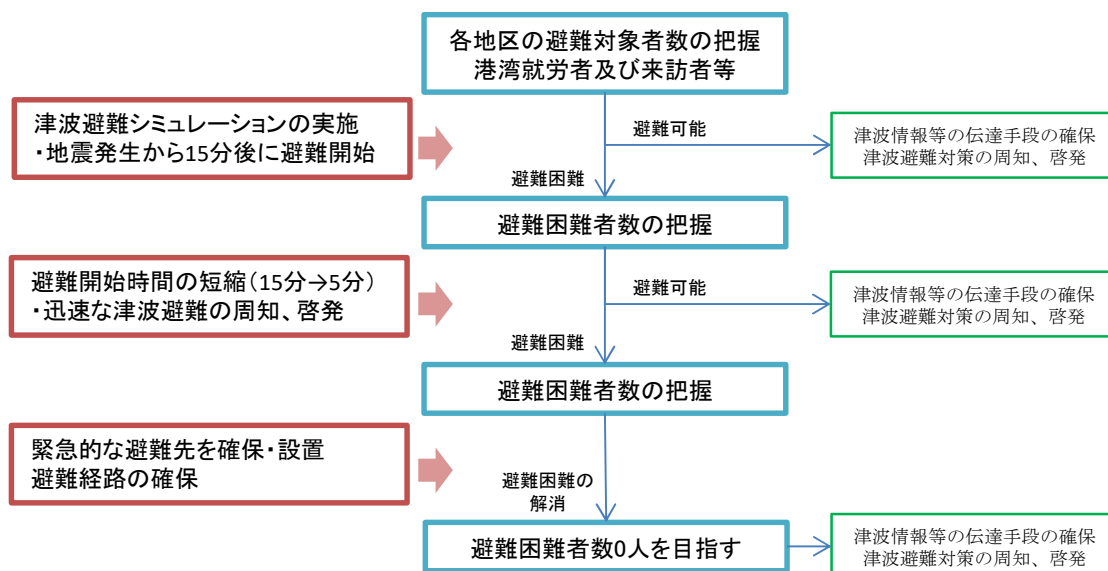 各地区の避難対象者数の把握
港湾就労者及び来訪者等
津波避難シミュレーションの実施
・地震発生から15分後に避難開始
避難可能
津波情報等の伝達手段の確保
津波避難対策の周知、啓発
避難困難
避難困難者数の把握
避難開始時間の短縮（15分→5分）
・迅速な津波避難の周知、啓発
避難可能
津波情報等の伝達手段の確保
津波避難対策の周知、啓発
避難困難
避難困難者数の把握
緊急的な避難先を確保・設置
避難経路の確保
避難困難の
解消
避難困難者数0人を目指す
津波情報等の伝達手段の確保
津波避難対策の周知、啓発